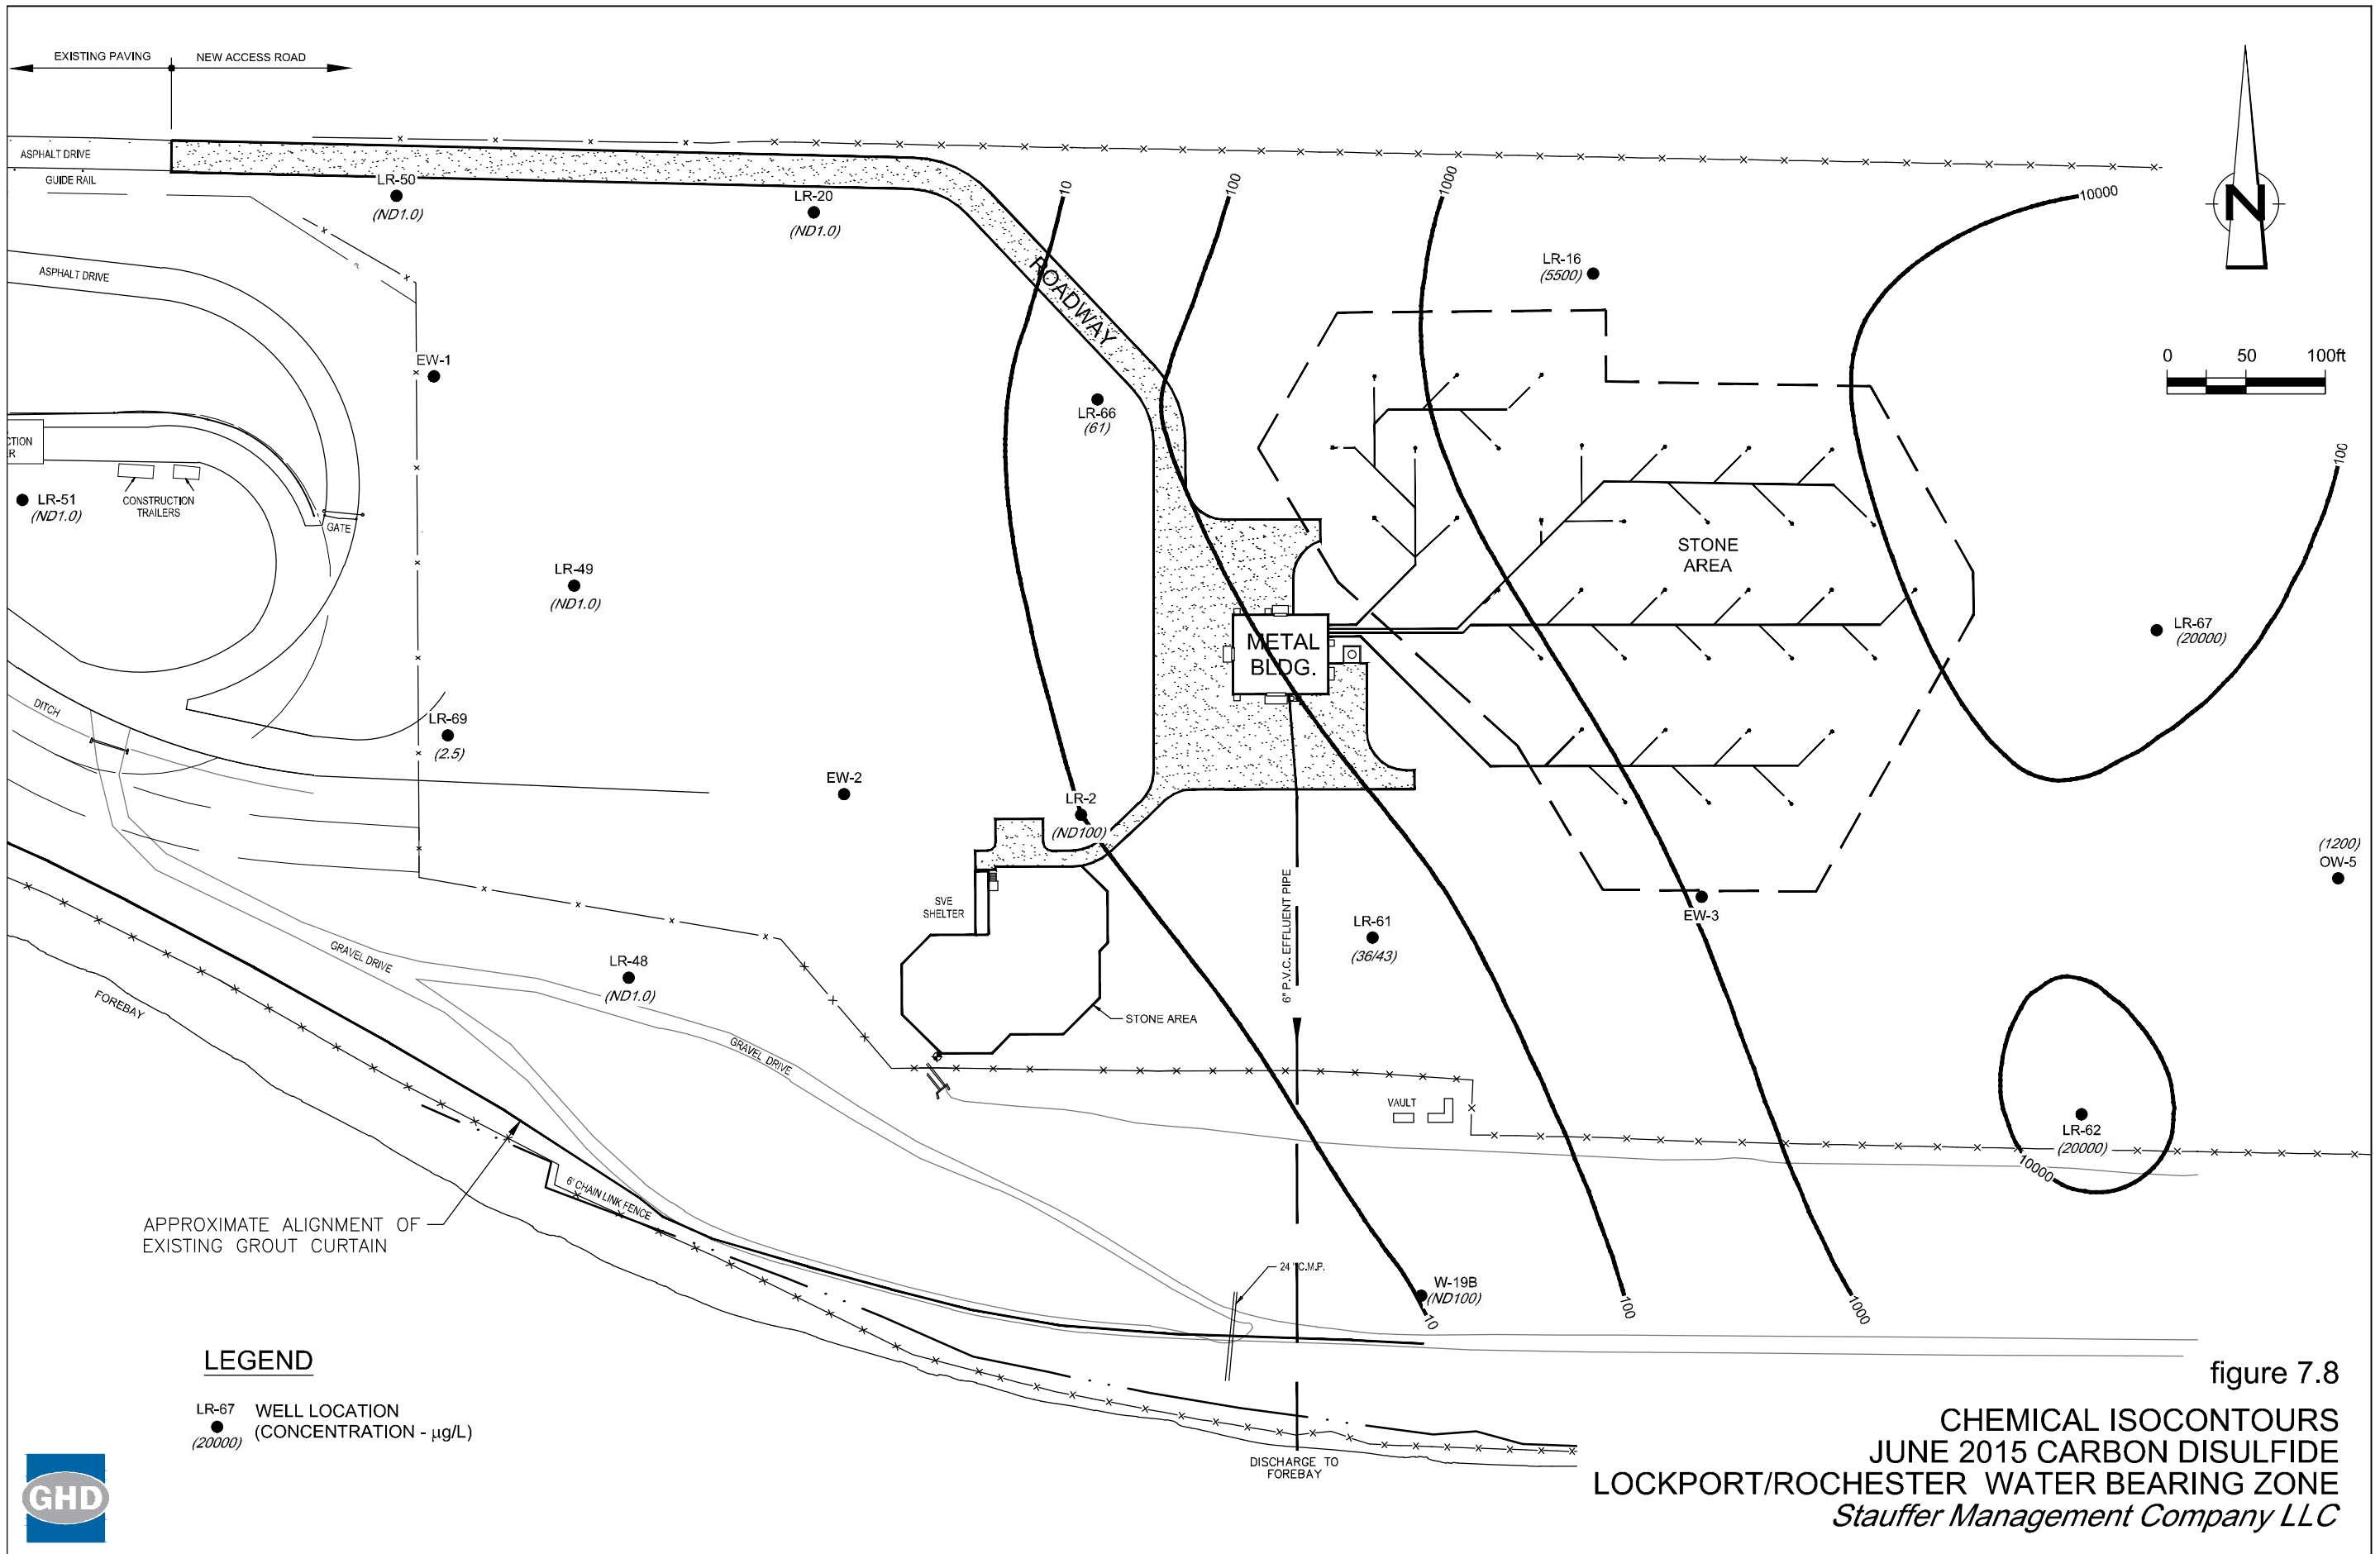 EXISTING PAVING
NEW ACCESS ROAD
ASPHALT DRIVE
GUIDE RAIL
LR-50
(ND1.0)
LR-20
(ND1.0)
10
100
1000
10000
N
LR-16
(5500)
ASPHALT DRIVE
ROADWAY
0 50 100ft
EW-1
LR-66
(61)
100
LR-51
(ND1.0)
CONSTRUCTION
TRAILERS
GATE
STONE
AREA
LR-49
(ND1.0)
METAL
BLDG.
LR-67
(20000)
DITCH
LR-69
(2.5)
EW-2
LR-2
(ND100)
(1200)
OW-5
SVE
SHELTER
6" P.V.C. EFFLUENT PIPE
LR-61
(36/43)
EW-3
GRAVEL DRIVE
LR-48
(ND1.0)
FOREBAY
STONE AREA
GRAVEL DRIVE
VAULT
LR-62
(20000)
10000
6' CHAIN LINK FENCE
APPROXIMATE ALIGNMENT OF
EXISTING GROUT CURTAIN
24" C.M.P.
W-19B
(ND100)
10
100
1000
LEGEND
LR-67
(20000)
WELL LOCATION
(CONCENTRATION - µg/L)
DISCHARGE TO
FOREBAY
figure 7.8
CHEMICAL ISOCONTOURS
JUNE 2015 CARBON DISULFIDE
LOCKPORT/ROCHESTER WATER BEARING ZONE
Stauffer Management Company LLC
GHD